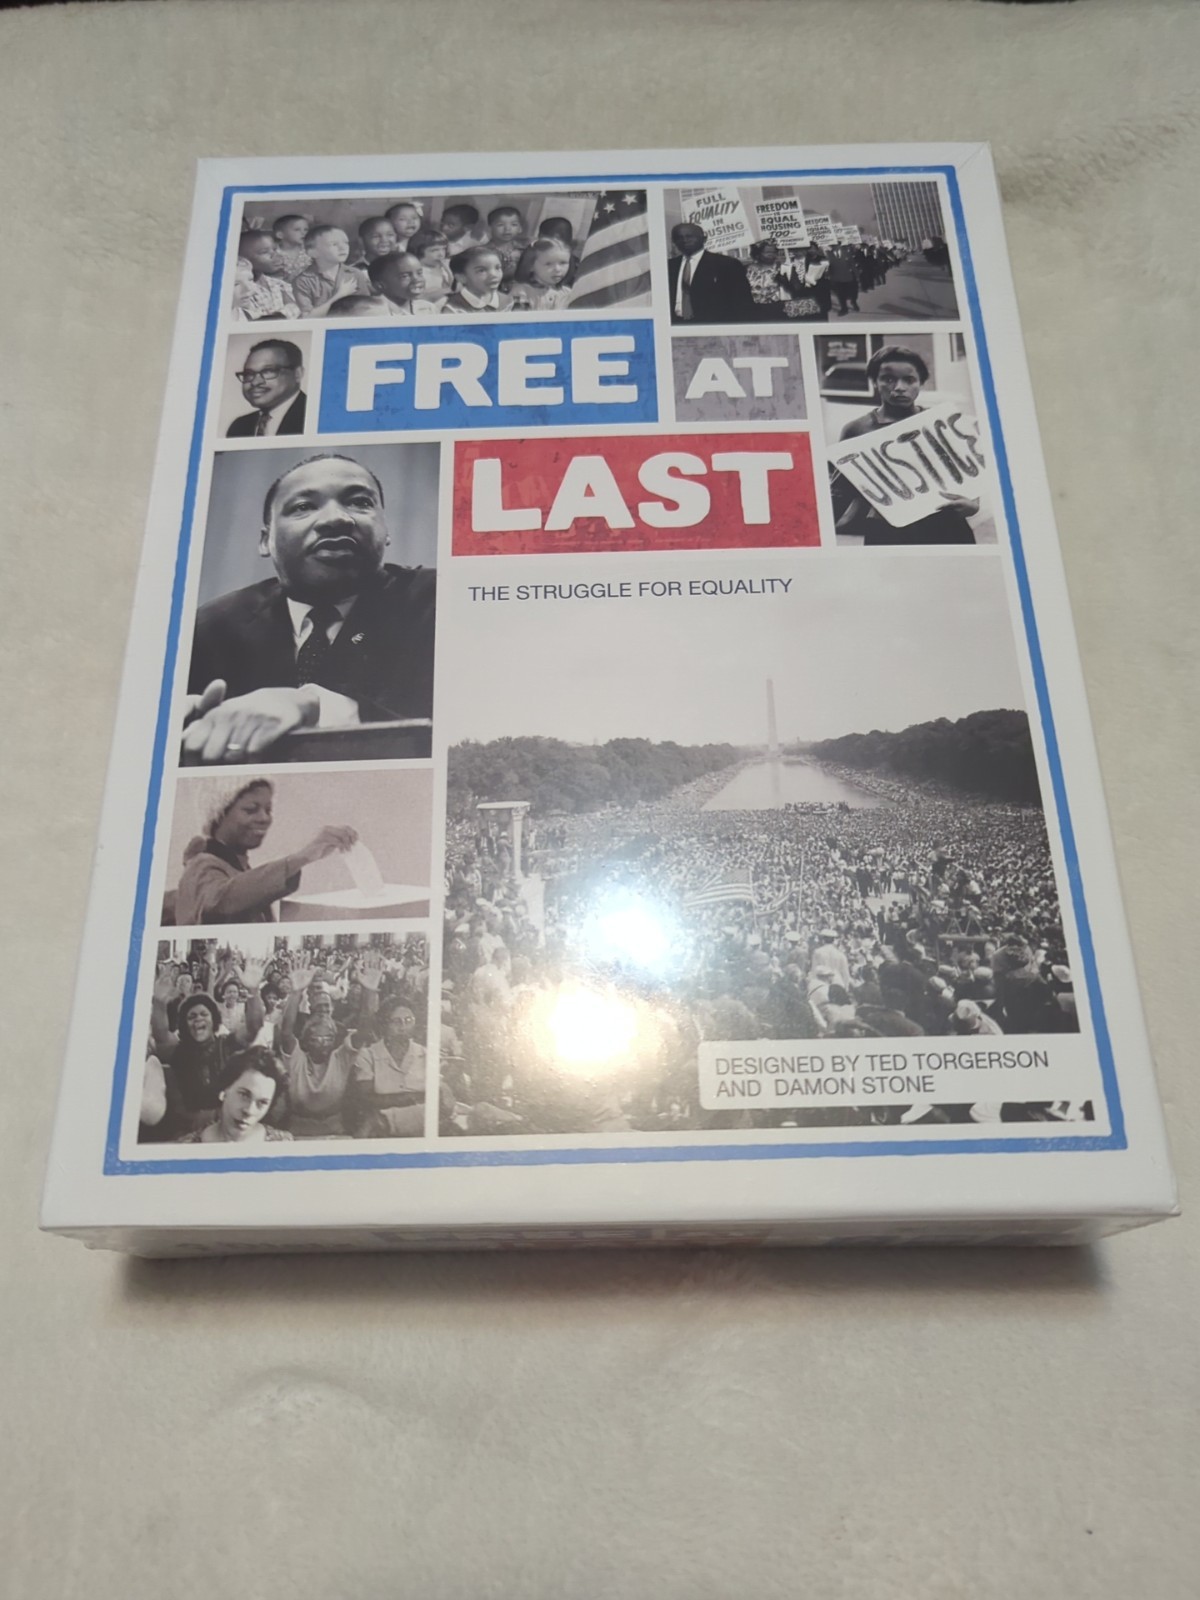 FULL
EQUALITY
IN
FREEDOM
EQUAL
HOUSING
TOO
FREE AT
LAST
JUSTICE
THE STRUGGLE FOR EQUALITY
DESIGNED BY TED TORGERSON
AND DAMON STONE